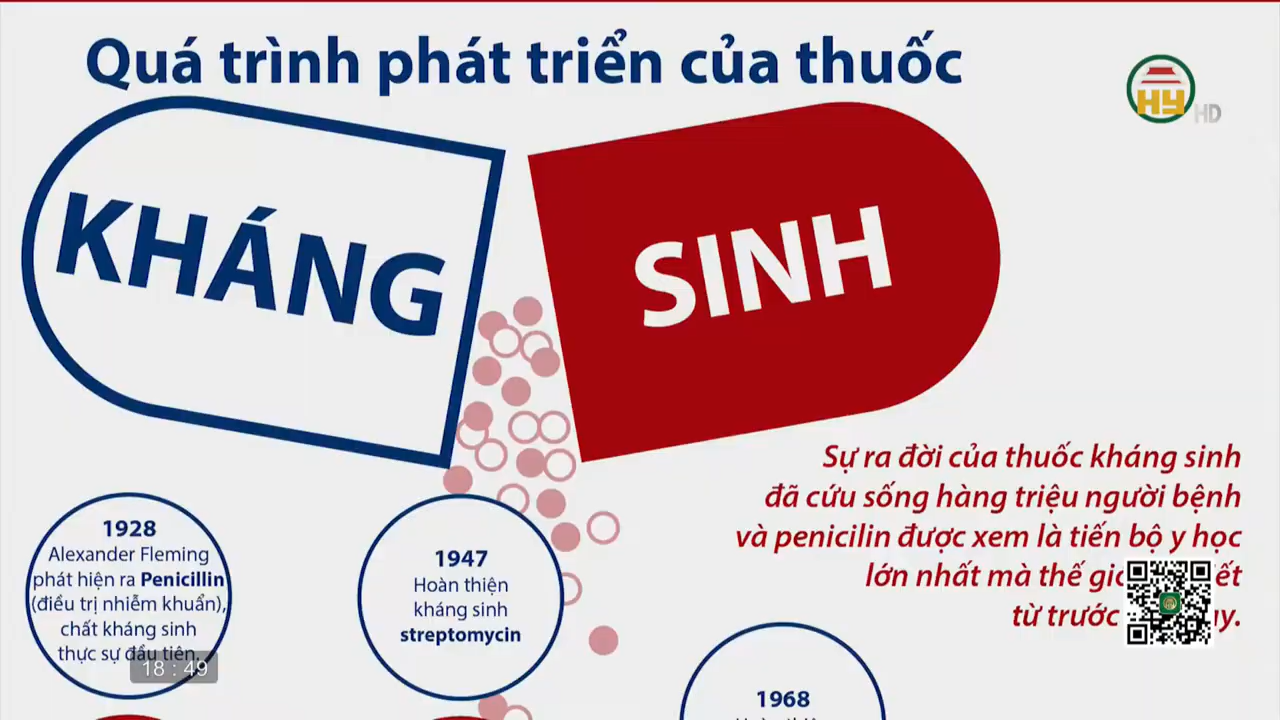 Quá trình phát triển của thuốc
KHÁNG
SINH
HY HD
Sự ra đời của thuốc kháng sinh
đã cứu sống hàng triệu người bệnh
và penicilin được xem là tiến bộ y học
lớn nhất mà thế
từ trước
1928
Alexander Fleming
phát hiện ra Penicillin
(điều trị nhiễm khuẩn),
chất kháng sinh
thực sự đầu tiên.
18 : 49
1947
Hoàn thiện
kháng sinh
streptomycin
1968